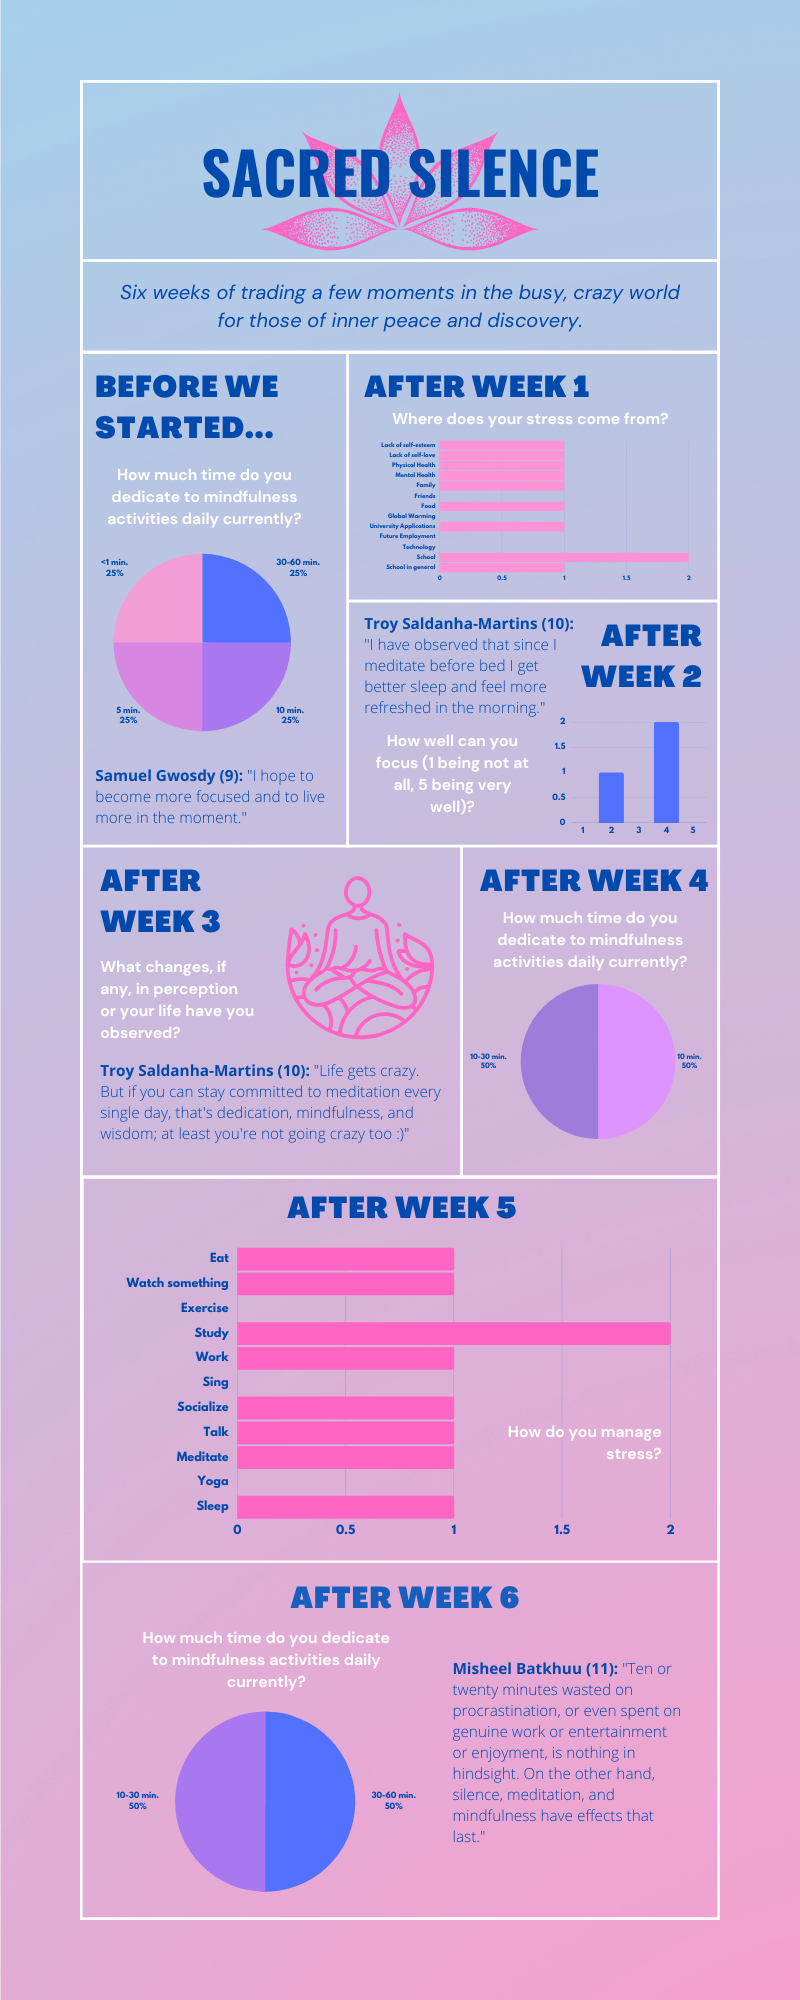 SACRED SILENCE
Six weeks of trading a few moments in the busy, crazy world
for those of inner peace and discovery.
BEFORE WE
STARTED...
How much time do you
dedicate to mindfulness
activities daily currently?
<1 min.
25%
30-60 min.
25%
5 min.
25%
10 min.
25%
Samuel Gwosdy (9): "I hope to
become more focused and to live
more in the moment."
AFTER WEEK 1
Where does your stress come from?
Lack of self-esteem
Lack of self-love
Physical Health
Mental Health
Family
Friends
Food
Global Warming
University Applications
Future Employment
Technology
School
School in general
0 0.5 1 1.5 2
Troy Saldanha-Martins (10):
"I have observed that since I
meditate before bed I get
better sleep and feel more
refreshed in the morning."
AFTER
WEEK 2
How well can you
focus (1 being not at
all, 5 being very
well)?
2
1.5
1
0.5
0
1 2 3 4 5
AFTER
WEEK 3
What changes, if
any, in perception
or your life have you
observed?
Troy Saldanha-Martins (10): "Life gets crazy.
But if you can stay committed to meditation every
single day, that's dedication, mindfulness, and
wisdom; at least you're not going crazy too :)"
AFTER WEEK 4
How much time do you
dedicate to mindfulness
activities daily currently?
10-30 min.
50%
10 min.
50%
AFTER WEEK 5
Eat
Watch something
Exercise
Study
Work
Sing
Socialize
Talk
Meditate
Yoga
Sleep
0 0.5 1 1.5 2
How do you manage
stress?
AFTER WEEK 6
How much time do you dedicate
to mindfulness activities daily
currently?
10-30 min.
50%
30-60 min.
50%
Misheel Batkhuu (11): "Ten or
twenty minutes wasted on
procrastination, or even spent on
genuine work or entertainment
or enjoyment, is nothing in
hindsight. On the other hand,
silence, meditation, and
mindfulness have effects that
last."